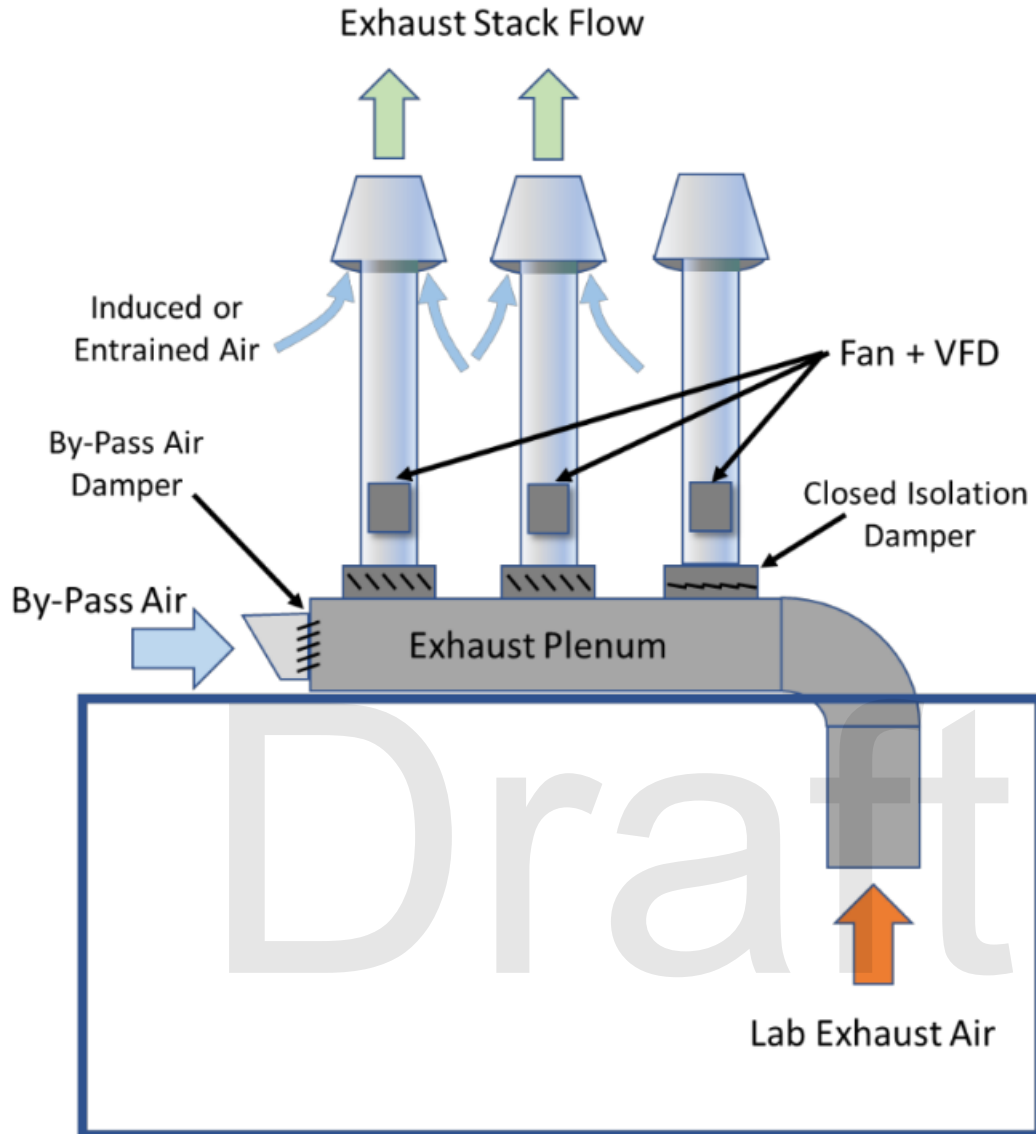 Exhaust Stack Flow
Induced or
Entrained Air
Fan + VFD
By-Pass Air
Damper
Closed Isolation
Damper
By-Pass Air
Exhaust Plenum
Draft
Lab Exhaust Air